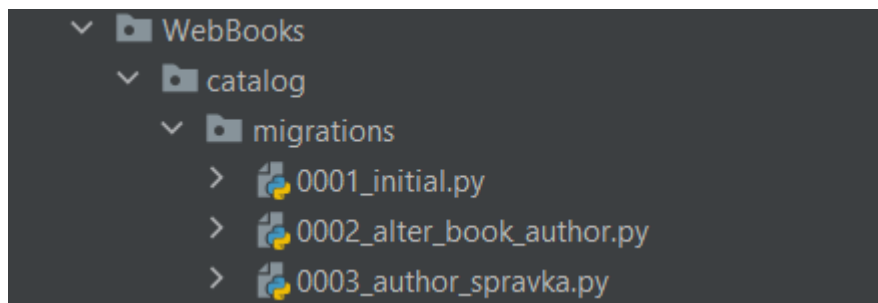 WebBooks
catalog
migrations
0001_initial.py
0002_alter_book_author.py
0003_author_spravka.py